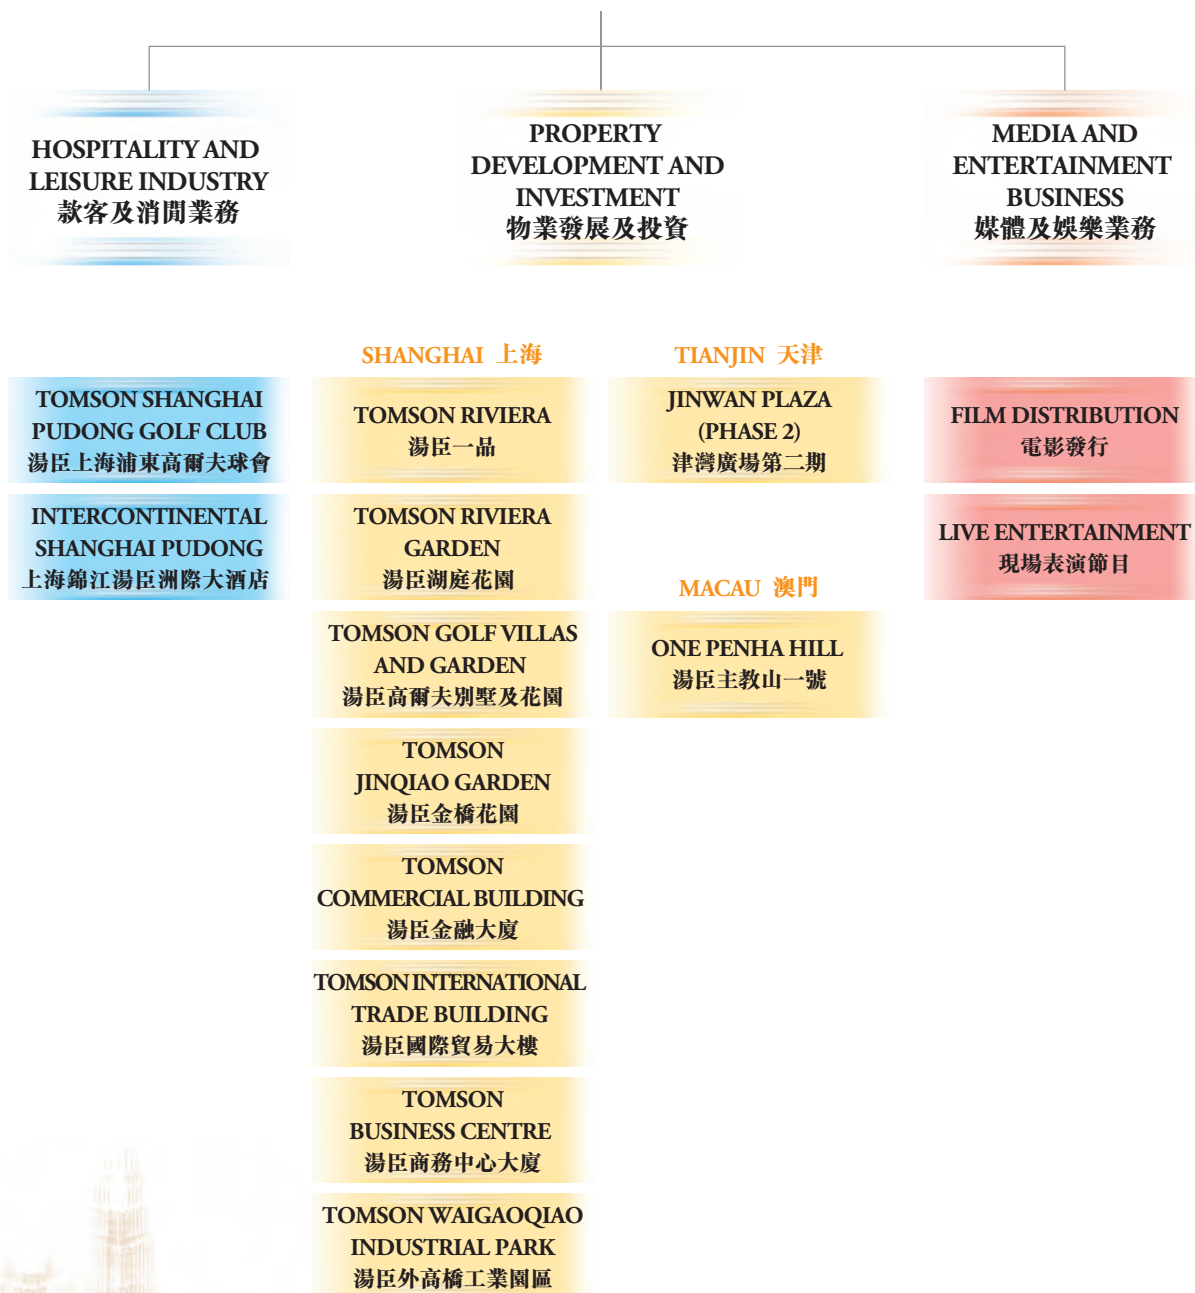 HOSPITALITY AND
LEISURE INDUSTRY
款客及消閒業務
PROPERTY
DEVELOPMENT AND
INVESTMENT
物業發展及投資
MEDIA AND
ENTERTAINMENT
BUSINESS
媒體及娛樂業務
TOMSON SHANGHAI
PUDONG GOLF CLUB
湯臣上海浦東高爾夫球會
INTERCONTINENTAL
SHANGHAI PUDONG
上海錦江湯臣洲際大酒店
SHANGHAI 上海
TOMSON RIVIERA
湯臣一品
TOMSON RIVIERA
GARDEN
湯臣湖庭花園
TOMSON GOLF VILLAS
AND GARDEN
湯臣高爾夫別墅及花園
TOMSON
JINQIAO GARDEN
湯臣金橋花園
TOMSON
COMMERCIAL BUILDING
湯臣金融大廈
TOMSON INTERNATIONAL
TRADE BUILDING
湯臣國際貿易大樓
TOMSON
BUSINESS CENTRE
湯臣商務中心大廈
TOMSON WAIGAOQIAO
INDUSTRIAL PARK
湯臣外高橋工業園區
TIANJIN 天津
JINWAN PLAZA
(PHASE 2)
津灣廣場第二期
MACAU 澳門
ONE PENHA HILL
湯臣主教山一號
FILM DISTRIBUTION
電影發行
LIVE ENTERTAINMENT
現場表演節目